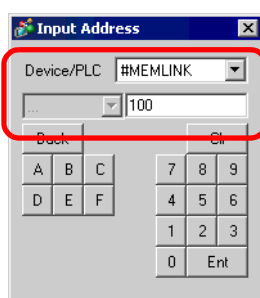 Input Address
Device/PLC #MEMLINK
... 100
Back Clr
A B C 7 8 9
D E F 4 5 6
1 2 3
0 Ent